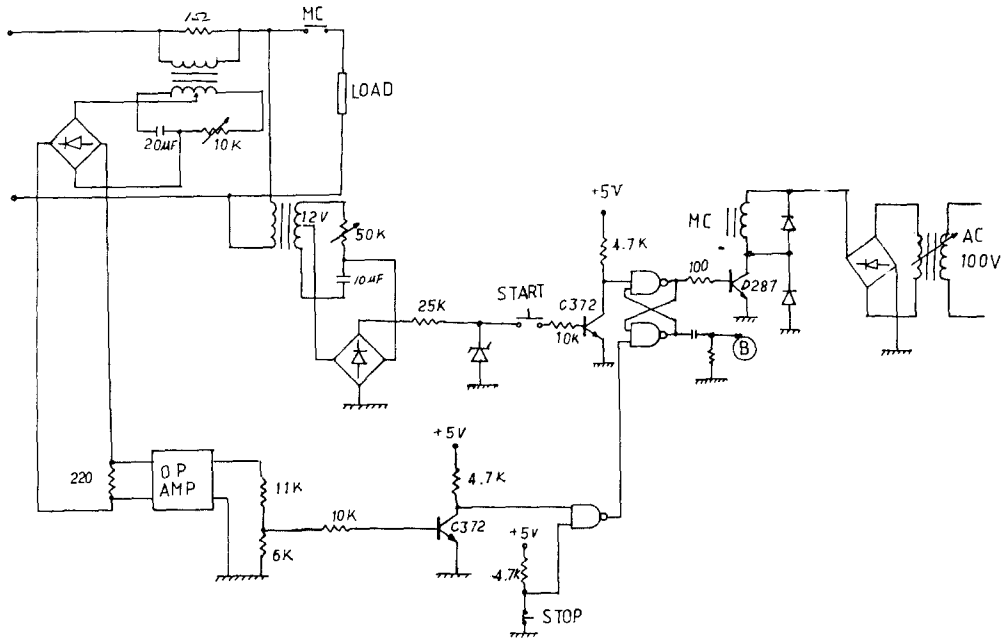 1Ω
MC
LOAD
20µF
10K
12V
50K
10µF
25K
START
10K
C372
+5V
4.7K
100
MC
D287
AC
100V
B
220
OP
AMP
11K
6K
10K
+5V
4.7K
C372
+5V
4.7K
STOP